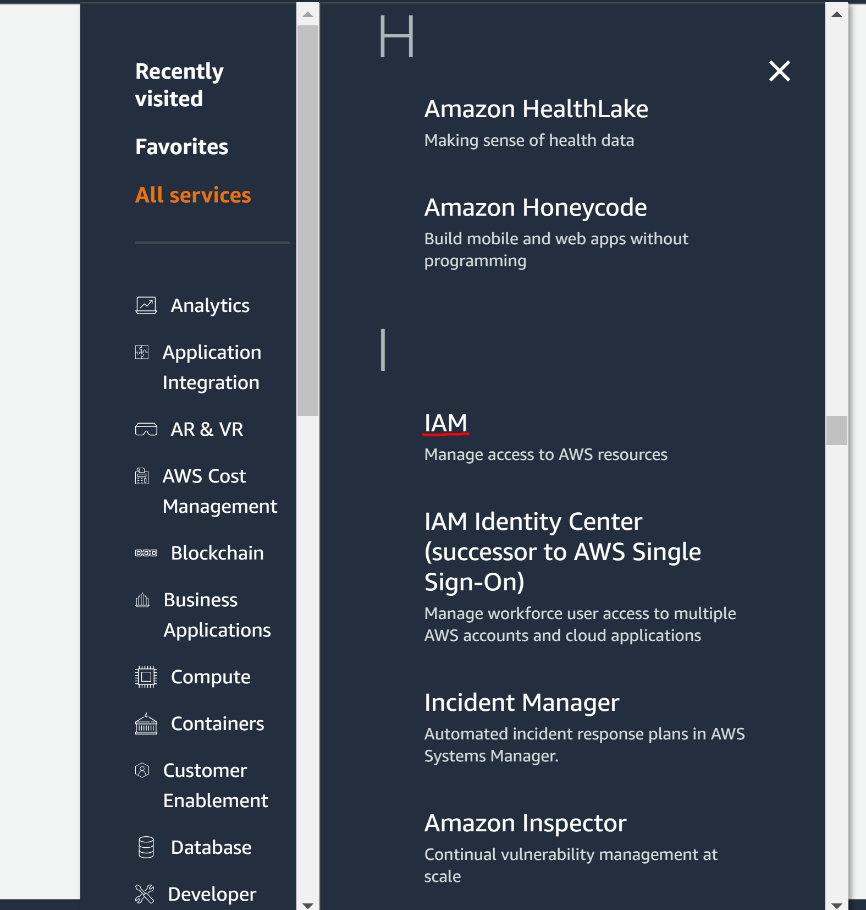 Recently
visited
Favorites
All services
Analytics
Application
Integration
AR & VR
AWS Cost
Management
Blockchain
Business
Applications
Compute
Containers
Customer
Enablement
Database
Developer
H
Amazon HealthLake
Making sense of health data
Amazon Honeycode
Build mobile and web apps without
programming
I
IAM
Manage access to AWS resources
IAM Identity Center
(successor to AWS Single
Sign-On)
Manage workforce user access to multiple
AWS accounts and cloud applications
Incident Manager
Automated incident response plans in AWS
Systems Manager.
Amazon Inspector
Continual vulnerability management at
scale